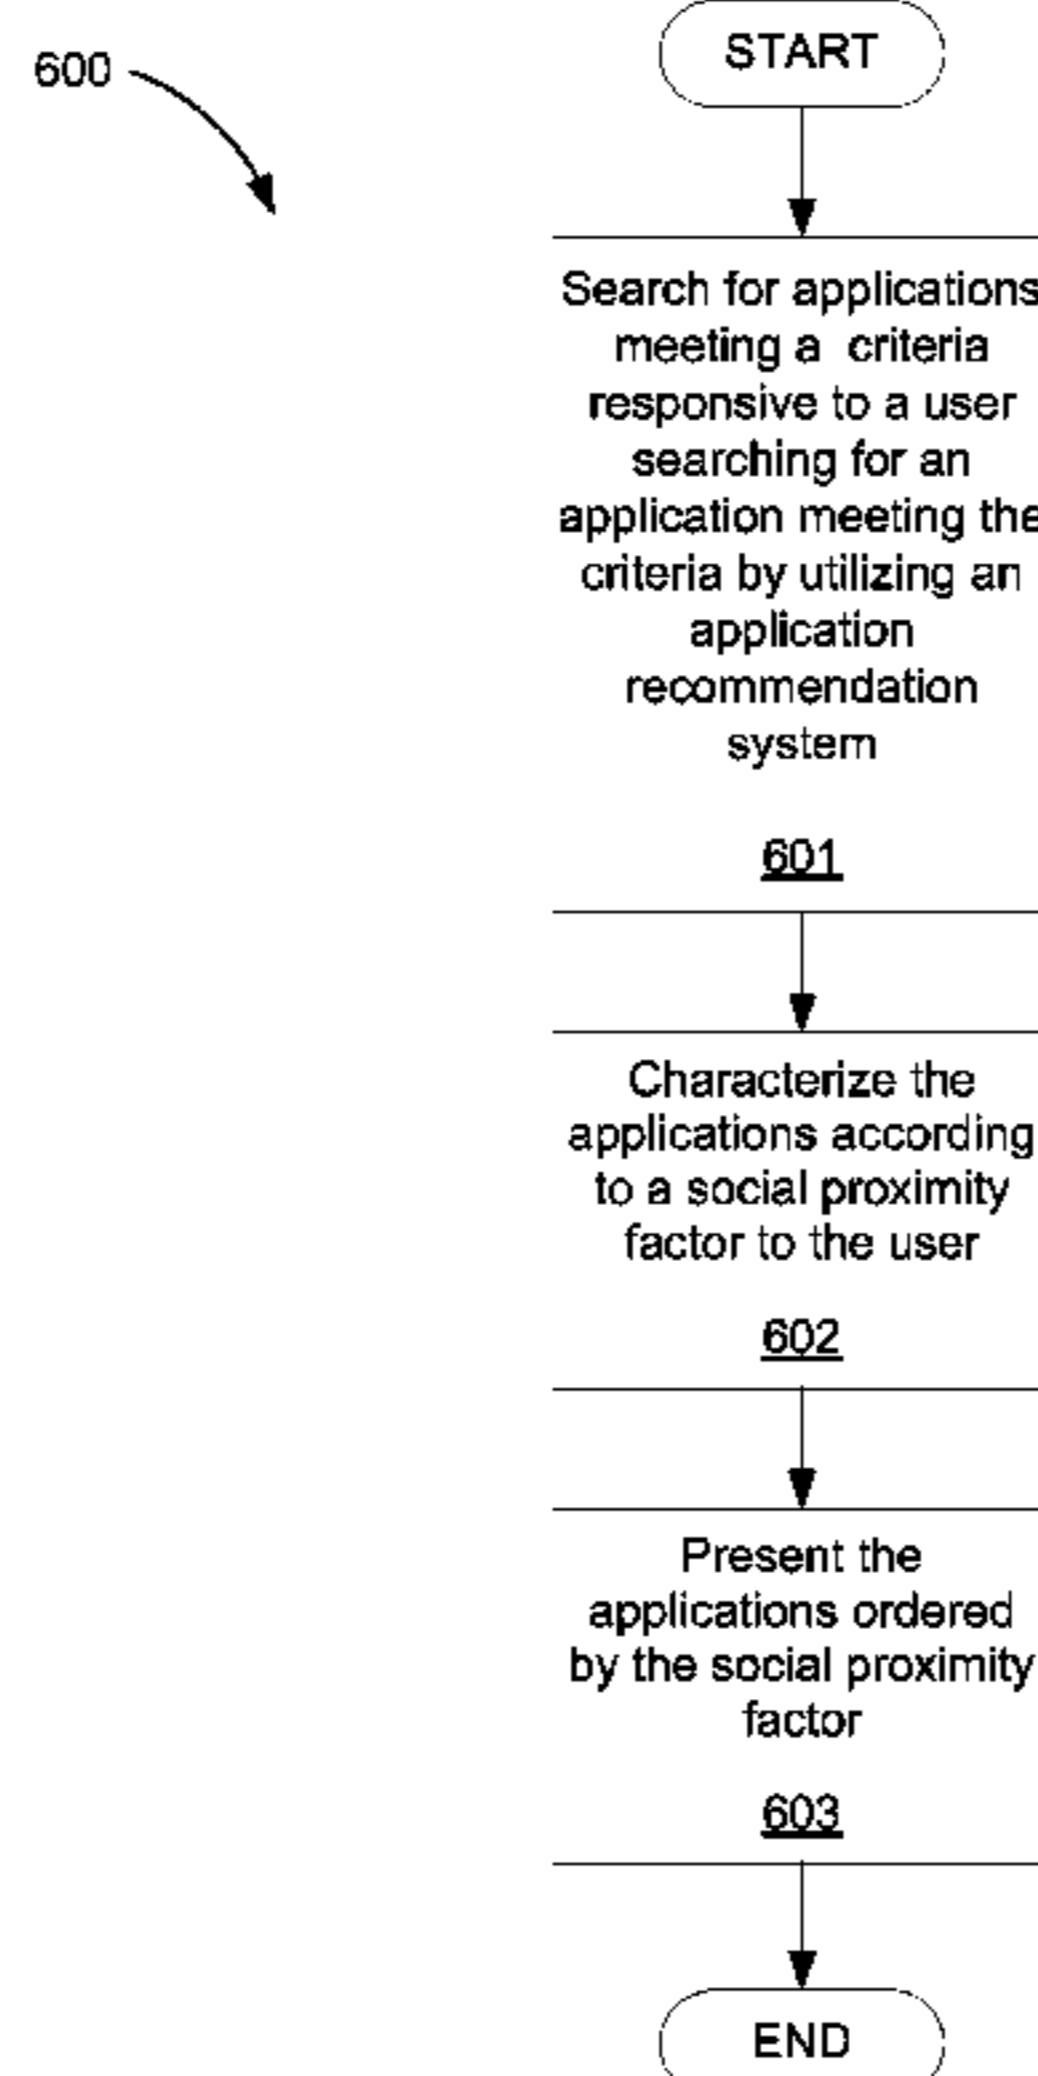 600
START
Search for applications
meeting a criteria
responsive to a user
searching for an
application meeting the
criteria by utilizing an
application
recommendation
system
601
Characterize the
applications according
to a social proximity
factor to the user
602
Present the
applications ordered
by the social proximity
factor
603
END